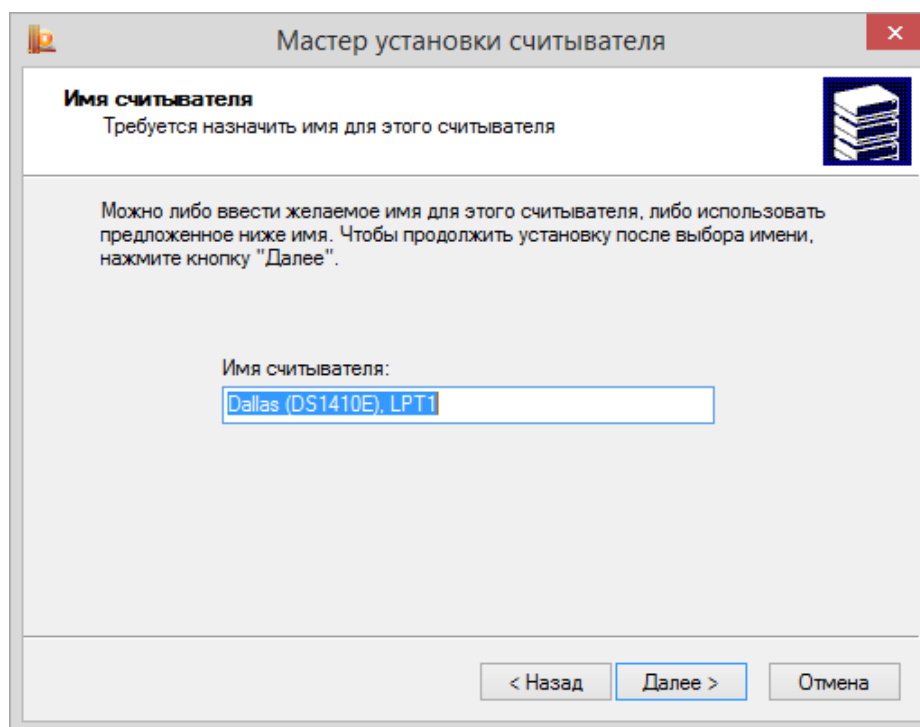 Мастер установки считывателя
Имя считывателя
Требуется назначить имя для этого считывателя
Можно либо ввести желаемое имя для этого считывателя, либо использовать
предложенное ниже имя. Чтобы продолжить установку после выбора имени,
нажмите кнопку "Далее".
Имя считывателя:
Dallas (DS1410E), LPT1
< Назад Далее > Отмена